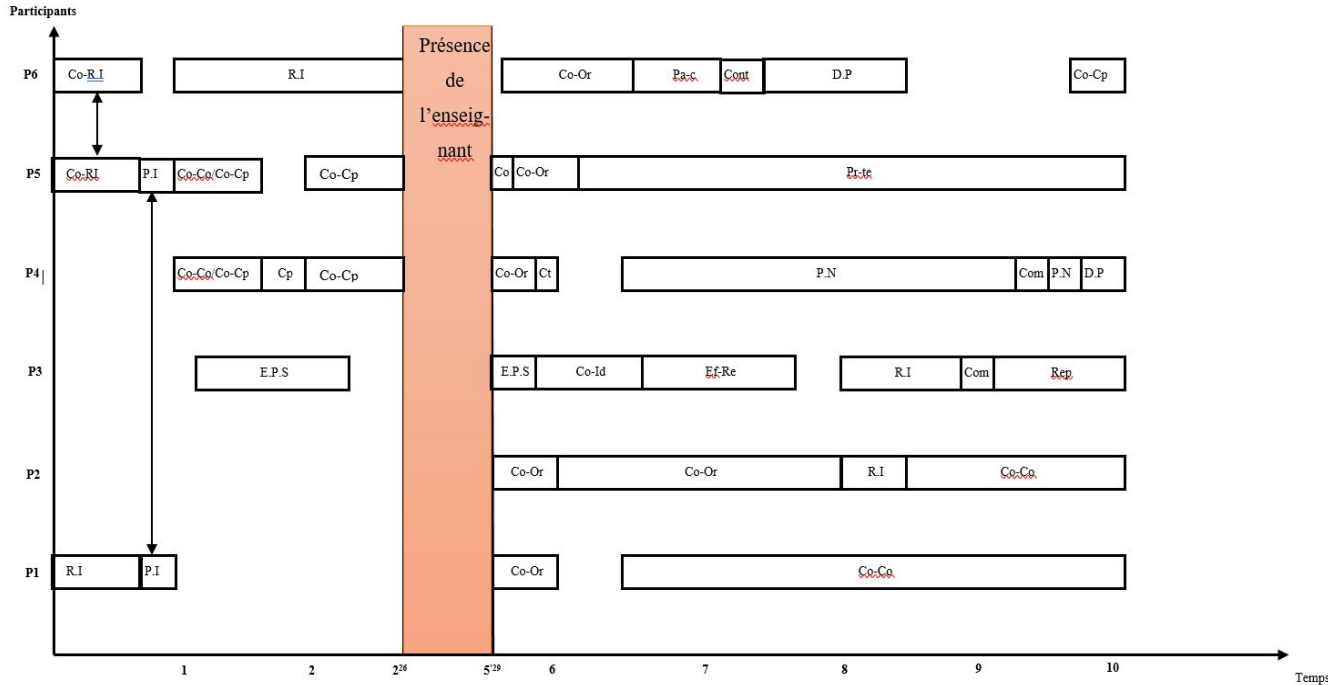 Participants
P6
Co-R.I
R.I
Présence
de
l'enseig-
nant
Co-Or
Pa-c
Cont
D.P
Co-Cp
P5
Co-RI
P.I
Co-Co/Co-Cp
Co-Cp
Co
Co-Or
Pr-te
P4
Co-Co/Co-Cp
Cp
Co-Cp
Co-Or
Ct
P.N
Com
P.N
D.P
P3
E.P.S
E.P.S
Co-Id
Ef-Re
R.I
Com
Rep
P2
Co-Or
Co-Or
R.I
Co-Co
P1
R.I
P.I
Co-Or
Co-Co
1
2
2²⁶
5'²⁹
6
7
8
9
10
Temps